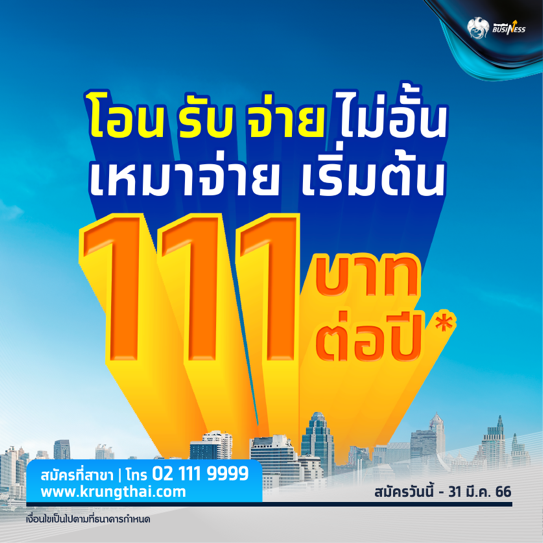 Krungthai
BUSINESS
โอน รับ จ่าย ไม่อั้น
เหมาจ่าย เริ่มต้น
111 บาท
ต่อปี*
สมัครที่สาขา | โทร 02 111 9999
www.krungthai.com
สมัครวันนี้ - 31 มี.ค. 66
เงื่อนไขเป็นไปตามที่ธนาคารกำหนด